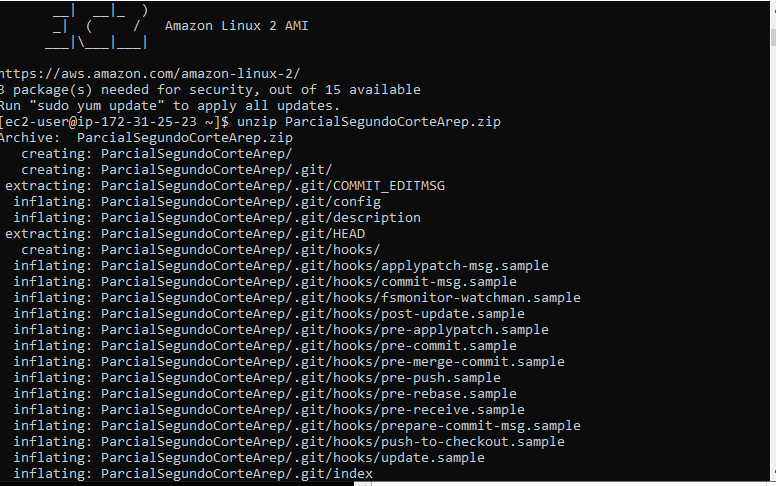 __|  __|_  )
_|  (     /   Amazon Linux 2 AMI
___|\___|___|
https://aws.amazon.com/amazon-linux-2/
package(s) needed for security, out of 15 available
Run "sudo yum update" to apply all updates.
[ec2-user@ip-172-31-25-23 ~]$ unzip ParcialSegundoCorteArep.zip
Archive:  ParcialSegundoCorteArep.zip
creating: ParcialSegundoCorteArep/
creating: ParcialSegundoCorteArep/.git/
extracting: ParcialSegundoCorteArep/.git/COMMIT_EDITMSG
inflating: ParcialSegundoCorteArep/.git/config
inflating: ParcialSegundoCorteArep/.git/description
extracting: ParcialSegundoCorteArep/.git/HEAD
creating: ParcialSegundoCorteArep/.git/hooks/
inflating: ParcialSegundoCorteArep/.git/hooks/applypatch-msg.sample
inflating: ParcialSegundoCorteArep/.git/hooks/commit-msg.sample
inflating: ParcialSegundoCorteArep/.git/hooks/fsmonitor-watchman.sample
inflating: ParcialSegundoCorteArep/.git/hooks/post-update.sample
inflating: ParcialSegundoCorteArep/.git/hooks/pre-applypatch.sample
inflating: ParcialSegundoCorteArep/.git/hooks/pre-commit.sample
inflating: ParcialSegundoCorteArep/.git/hooks/pre-merge-commit.sample
inflating: ParcialSegundoCorteArep/.git/hooks/pre-push.sample
inflating: ParcialSegundoCorteArep/.git/hooks/pre-rebase.sample
inflating: ParcialSegundoCorteArep/.git/hooks/pre-receive.sample
inflating: ParcialSegundoCorteArep/.git/hooks/prepare-commit-msg.sample
inflating: ParcialSegundoCorteArep/.git/hooks/push-to-checkout.sample
inflating: ParcialSegundoCorteArep/.git/hooks/update.sample
inflating: ParcialSegundoCorteArep/.git/index